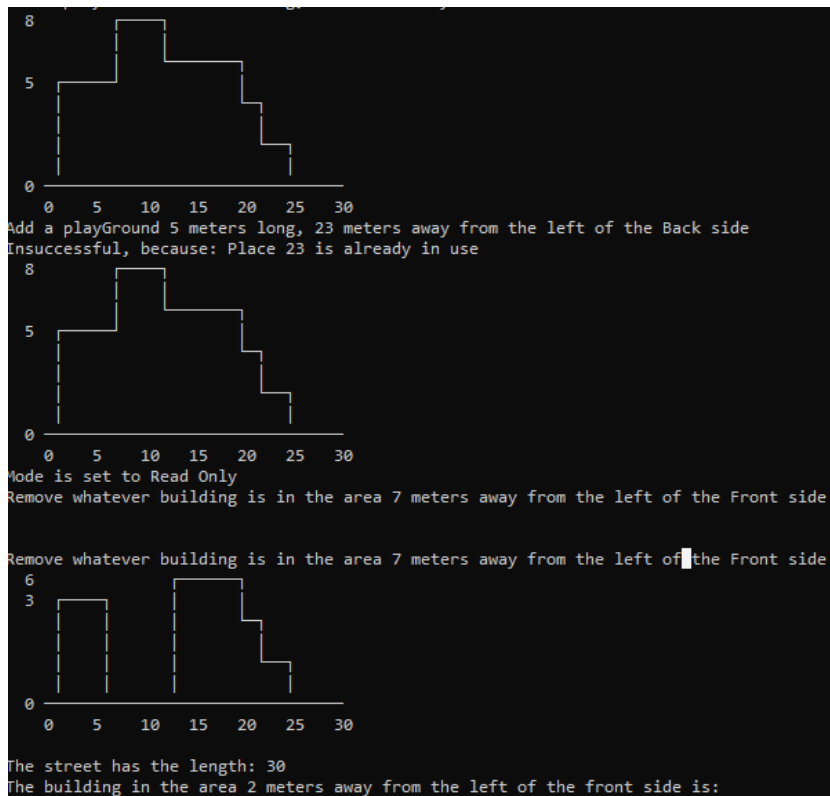 8
5
0
0 5 10 15 20 25 30
Add a playGround 5 meters long, 23 meters away from the left of the Back side
Insuccessful, because: Place 23 is already in use
8
5
0
0 5 10 15 20 25 30
Mode is set to Read Only
Remove whatever building is in the area 7 meters away from the left of the Front side
Remove whatever building is in the area 7 meters away from the left of the Front side
6
3
0
0 5 10 15 20 25 30
The street has the length: 30
The building in the area 2 meters away from the left of the front side is: